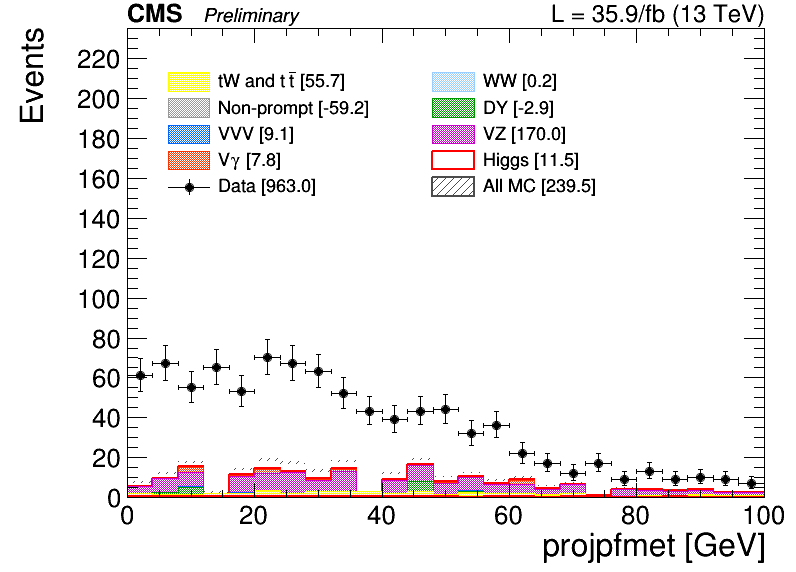 CMS Preliminary L = 35.9/fb (13 TeV)
Events
220
200
180
160
140
120
100
80
60
40
20
0
tW and t t̅ [55.7]
Non-prompt [-59.2]
VVV [9.1]
Vγ [7.8]
Data [963.0]
WW [0.2]
DY [-2.9]
VZ [170.0]
Higgs [11.5]
All MC [239.5]
0 20 40 60 80 100
projpfmet [GeV]